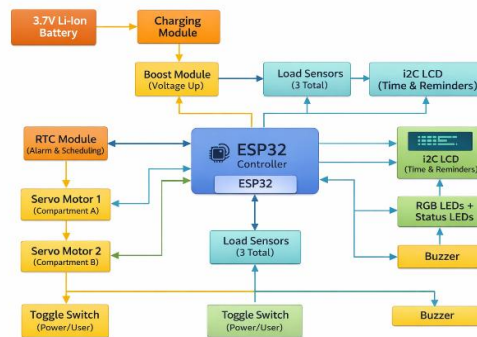 3.7V Li-Ion
Battery
Charging
Module
Boost Module
(Voltage Up)
Load Sensors
(3 Total)
i2C LCD
(Time & Reminders)
RTC Module
(Alarm & Scheduling)
ESP32
Controller
ESP32
i2C LCD
(Time & Reminders)
Servo Motor 1
(Compartment A)
RGB LEDs +
Status LEDs
Servo Motor 2
(Compartment B)
Load Sensors
(3 Total)
Buzzer
Toggle Switch
(Power/User)
Toggle Switch
(Power/User)
Buzzer